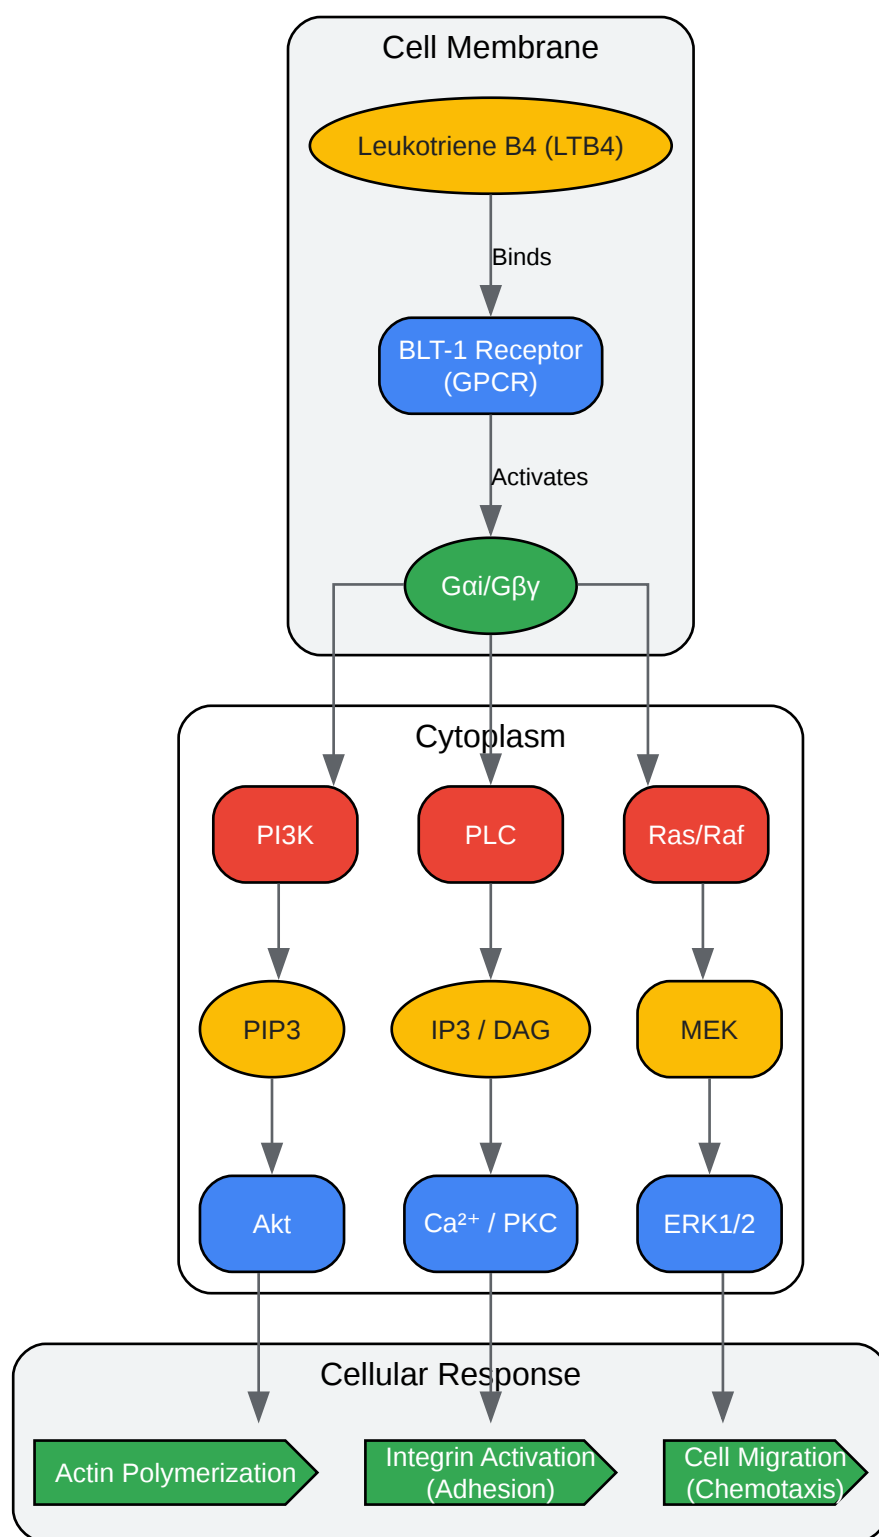 Cell Membrane
Leukotriene B4 (LTB4)
Binds
BLT-1 Receptor
(GPCR)
Activates
Gαi/Gβγ
Cytoplasm
PI3K
PLC
Ras/Raf
PIP3
IP3 / DAG
MEK
Akt
Ca²⁺ / PKC
ERK1/2
Cellular Response
Actin Polymerization
Integrin Activation
(Adhesion)
Cell Migration
(Chemotaxis)